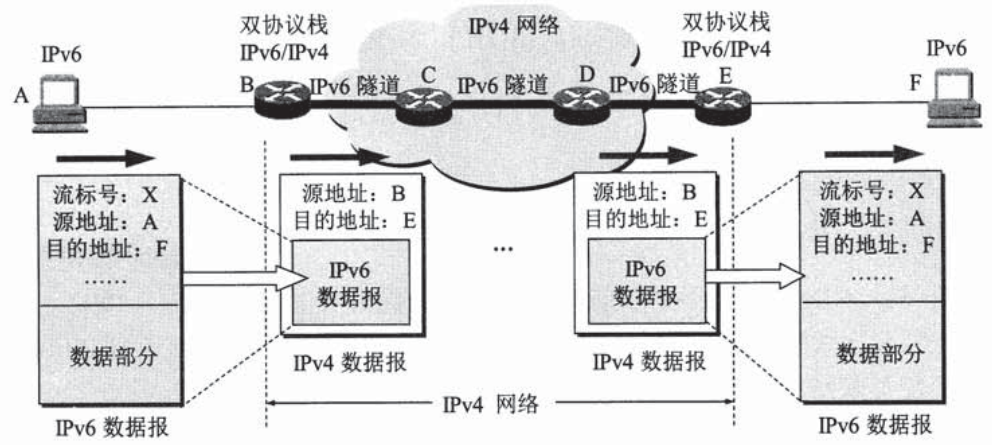 IPv4 网络
双协议栈
IPv6/IPv4
双协议栈
IPv6/IPv4
IPv6
IPv6
A
B
IPv6 隧道
C
IPv6 隧道
D
IPv6 隧道
E
F
流标号：X
源地址：A
目的地址：F
……
数据部分
IPv6 数据报
源地址：B
目的地址：E
IPv6
数据报
IPv4 数据报
…
源地址：B
目的地址：E
IPv6
数据报
IPv4 数据报
流标号：X
源地址：A
目的地址：F
……
数据部分
IPv6 数据报
IPv4 网络